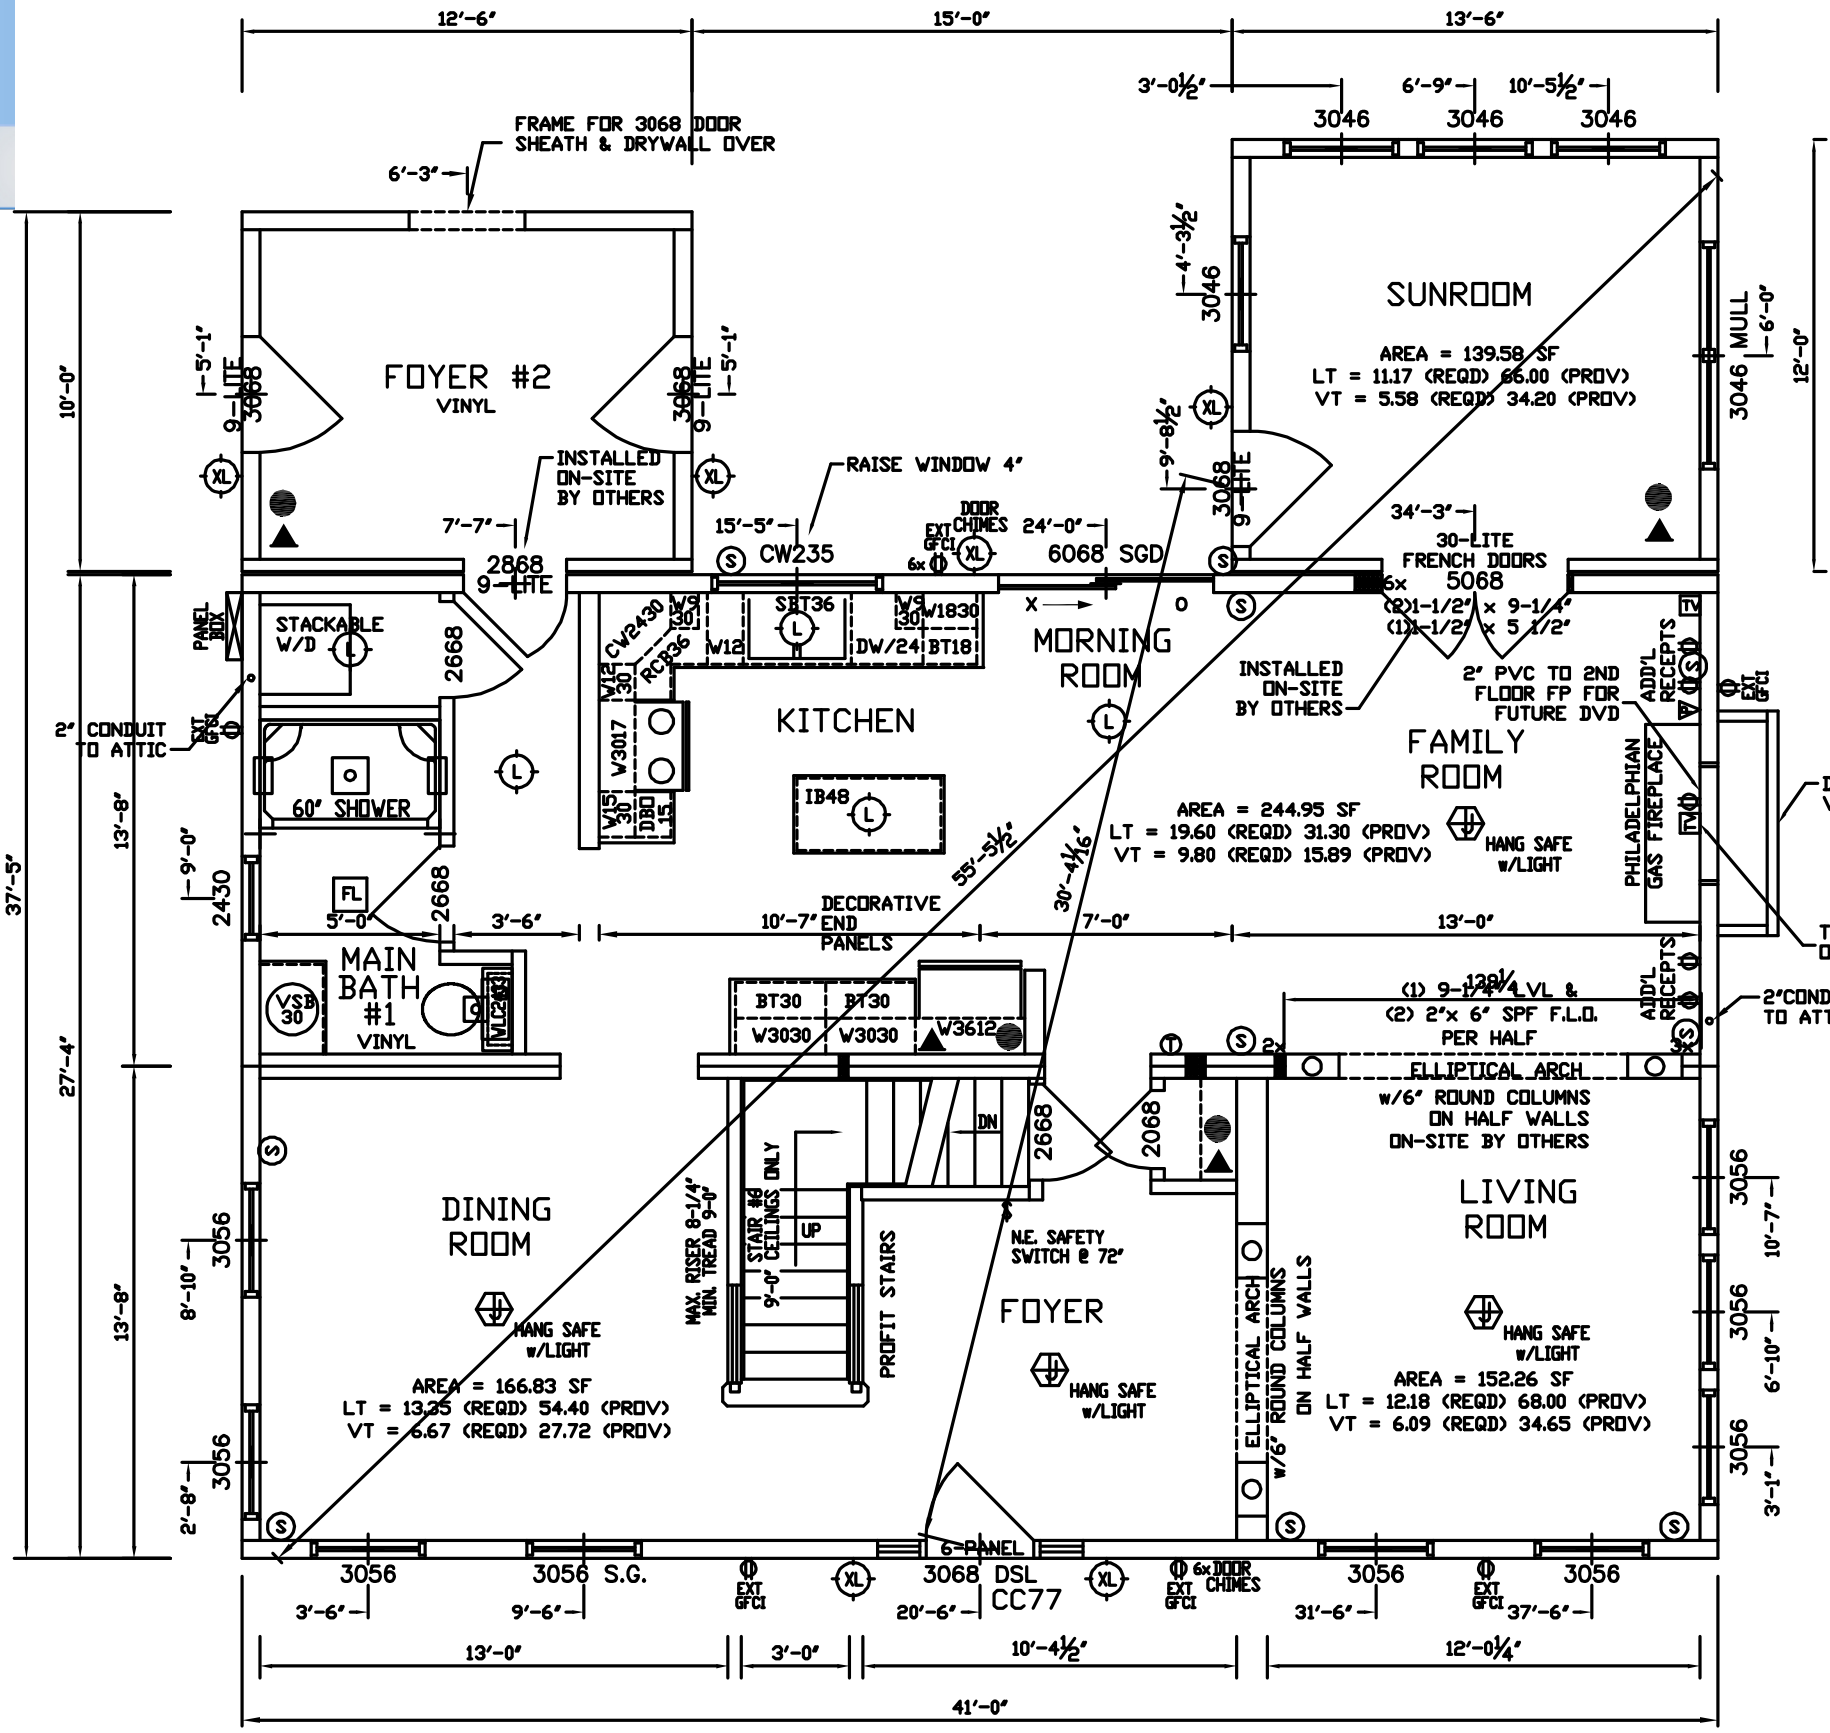 12'-6"
15'-0"
13'-6"
3'-0½"
6'-9"
10'-5½"
3046
3046
3046
FRAME FOR 3068 DOOR
SHEATH & DRYWALL OVER
6'-3"
4'-3½"
3046
SUNROOM
3046 MULL
6'-0"
12'-0"
AREA = 139.58 SF
LT = 11.17 (REQD) 66.00 (PROV)
VT = 5.58 (REQD) 34.20 (PROV)
10'-0"
37'-5"
5'-1"
9-LITE
3068
FOYER #2
VINYL
3068
9-LITE
5'-1"
XL
XL
XL
9'-8½"
3068
9-LITE
INSTALLED
ON-SITE
BY OTHERS
RAISE WINDOW 4"
7'-7"
15'-5"
DOOR
CHIMES
EXT
GFCI
6x
XL
24'-0"
34'-3"
30-LITE
FRENCH DOORS
5068
6x
2868
9-LITE
S
CW235
6068 SGD
S
S
X
O
(2)1-1/2" x 9-1/4"
(1)1-1/2" x 5 1/2"
PANEL
BOX
STACKABLE
W/D
L
2668
CW2430
RCB36
W9
30
W12
SBT36
L
DW/24
W9
30
W1830
BT18
MORNING
ROOM
INSTALLED
ON-SITE
BY OTHERS
2" PVC TO 2ND
FLOOR FP FOR
FUTURE DVD
TV
ADD'L
RECEPTS
S
EXT
GFCI
2" CONDUIT
TO ATTIC
EXT
GFCI
W12
30
W3017
W15
30
DBD
15
KITCHEN
L
L
FAMILY
ROOM
PHILADELPHIAN
GAS FIREPLACE
TV
60" SHOWER
IB48
L
AREA = 244.95 SF
LT = 19.60 (REQD) 31.30 (PROV)
VT = 9.80 (REQD) 15.89 (PROV)
J
HANG SAFE
w/LIGHT
13'-8"
9'-0"
2430
FL
2668
55'-5½"
30'-4 1/16"
5'-0"
3'-6"
10'-7"
DECORATIVE
END
PANELS
7'-0"
13'-0"
MAIN
BATH
#1
VINYL
VSB
30
BT30
BT30
W3030
W3030
W3612
(1) 9-1/4" LVL &
(2) 2"x 6" SPF F.L.O.
PER HALF
ADD'L
RECEPTS
2"COND
TO ATT
S
3x
27'-4"
T
S
2x
ELLIPTICAL ARCH
w/6" ROUND COLUMNS
ON HALF WALLS
ON-SITE BY OTHERS
S
DN
2668
2068
3056
DINING
ROOM
MAX. RISER 8-1/4"
MIN. TREAD 9-0"
STAIR #6
9'-0" CEILINGS ONLY
UP
PROFIT STAIRS
N.E. SAFETY
SWITCH @ 72"
LIVING
ROOM
10'-7"
3056
8'-10"
13'-8"
J
HANG SAFE
w/LIGHT
FOYER
J
HANG SAFE
w/LIGHT
ELLIPTICAL ARCH
w/6" ROUND COLUMNS
ON HALF WALLS
J
HANG SAFE
w/LIGHT
3056
6'-10"
AREA = 166.83 SF
LT = 13.35 (REQD) 54.40 (PROV)
VT = 6.67 (REQD) 27.72 (PROV)
AREA = 152.26 SF
LT = 12.18 (REQD) 68.00 (PROV)
VT = 6.09 (REQD) 34.65 (PROV)
3056
2'-8"
3056
3'-1"
S
S
S
6-PANEL
3056
3056 S.G.
EXT
GFCI
XL
3068 DSL
CC77
XL
6x DOOR
CHIMES
EXT
GFCI
3056
EXT
GFCI
3056
3'-6"
9'-6"
20'-6"
31'-6"
37'-6"
13'-0"
3'-0"
10'-4½"
12'-0¼"
41'-0"